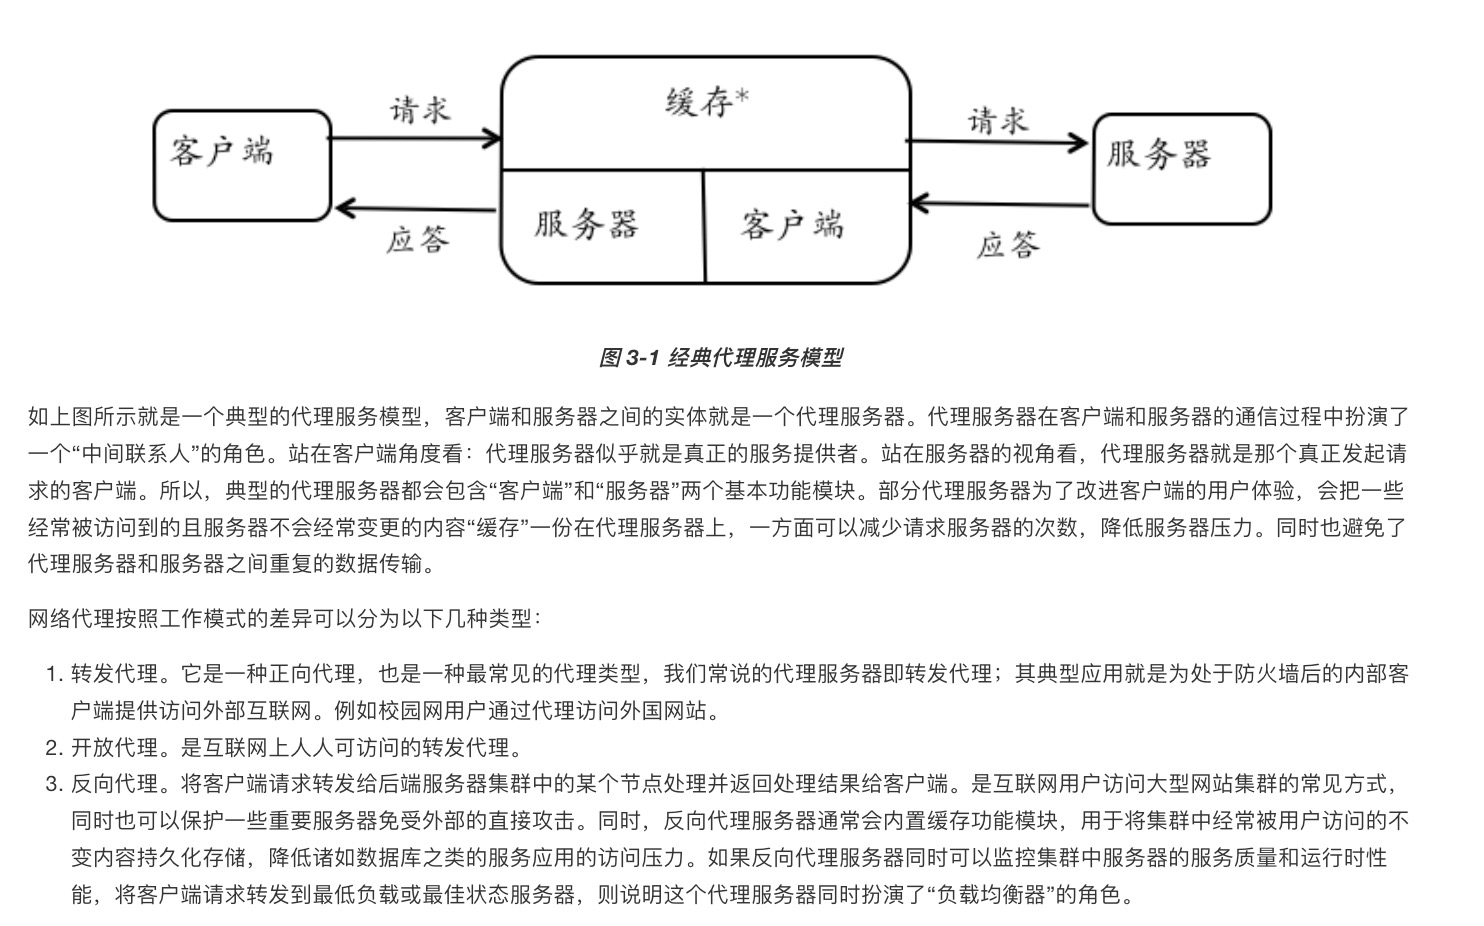 缓存*
请求
请求
客户端
服务器
服务器
客户端
应答
应答
图 3-1 经典代理服务模型
如上图所示就是一个典型的代理服务模型，客户端和服务器之间的实体就是一个代理服务器。代理服务器在客户端和服务器的通信过程中扮演了
一个“中间联系人”的角色。站在客户端角度看：代理服务器似乎就是真正的服务提供者。站在服务器的视角看，代理服务器就是那个真正发起请
求的客户端。所以，典型的代理服务器都会包含“客户端”和“服务器”两个基本功能模块。部分代理服务器为了改进客户端的用户体验，会把一些
经常被访问到的且服务器不会经常变更的内容“缓存”一份在代理服务器上，一方面可以减少请求服务器的次数，降低服务器压力。同时也避免了
代理服务器和服务器之间重复的数据传输。
网络代理按照工作模式的差异可以分为以下几种类型：
1. 转发代理。它是一种正向代理，也是一种最常见的代理类型，我们常说的代理服务器即转发代理；其典型应用就是为处于防火墙后的内部客
户端提供访问外部互联网。例如校园网用户通过代理访问外国网站。
2. 开放代理。是互联网上人人可访问的转发代理。
3. 反向代理。将客户端请求转发给后端服务器集群中的某个节点处理并返回处理结果给客户端。是互联网用户访问大型网站集群的常见方式，
同时也可以保护一些重要服务器免受外部的直接攻击。同时，反向代理服务器通常会内置缓存功能模块，用于将集群中经常被用户访问的不
变内容持久化存储，降低诸如数据库之类的服务应用的访问压力。如果反向代理服务器同时可以监控集群中服务器的服务质量和运行时性
能，将客户端请求转发到最低负载或最佳状态服务器，则说明这个代理服务器同时扮演了“负载均衡器”的角色。